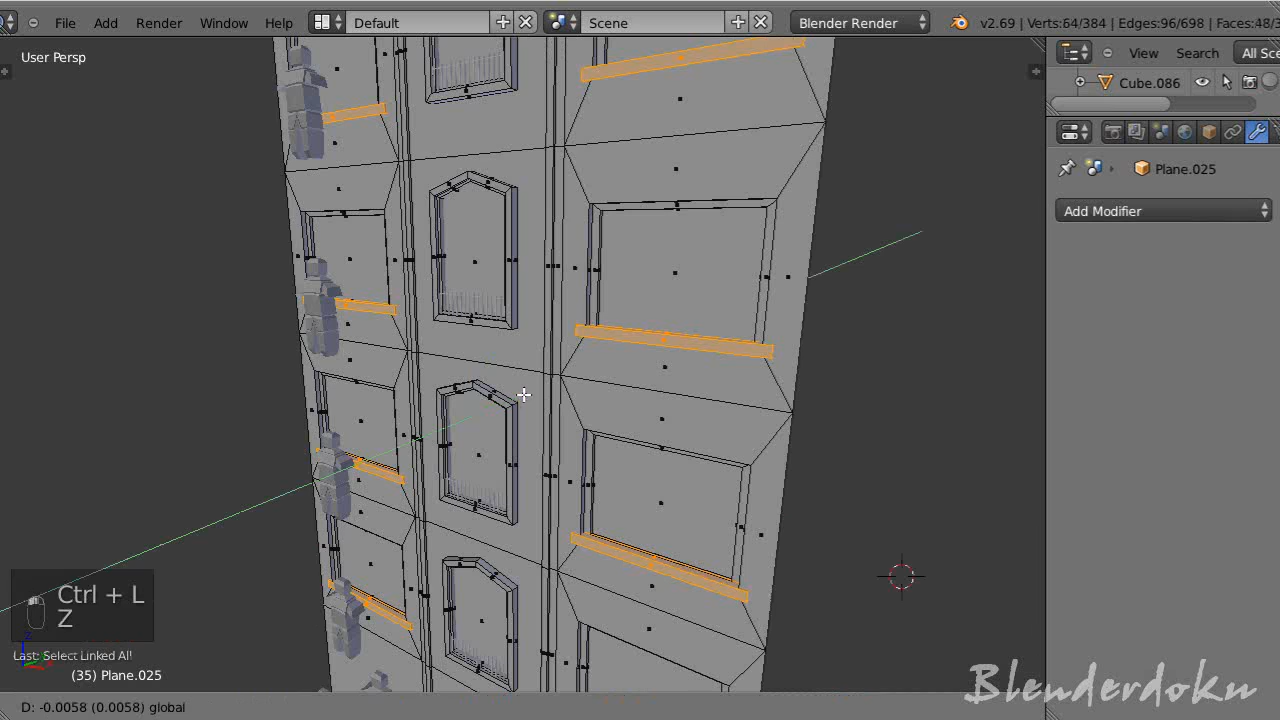 File Add Render Window Help Default Scene Blender Render v2.69 | Verts:64/384 | Edges:96/698 | Faces:48/
User Persp
View Search All Sce
Cube.086
Plane.025
Add Modifier
Ctrl + L
Z
Last: Select Linked All
(35) Plane.025
Blenderdoku
D: -0.0058 (0.0058) global